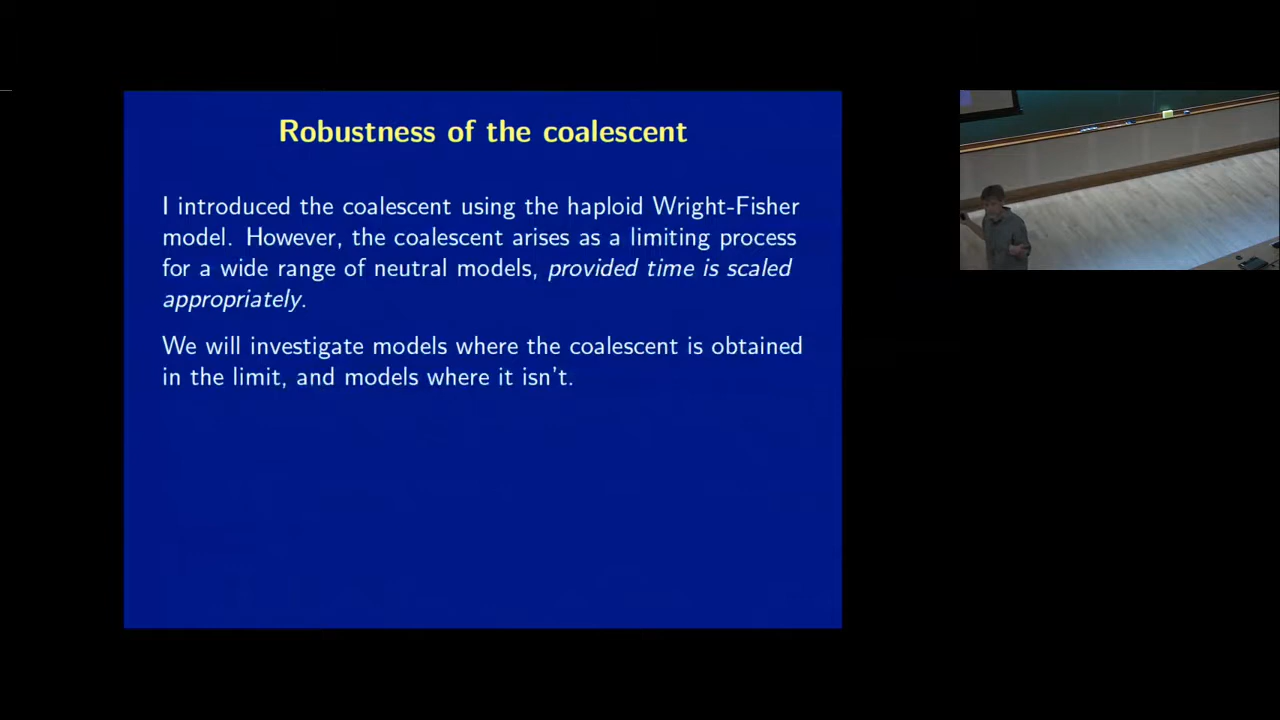 Robustness of the coalescent
I introduced the coalescent using the haploid Wright-Fisher
model. However, the coalescent arises as a limiting process
for a wide range of neutral models, provided time is scaled
appropriately.
We will investigate models where the coalescent is obtained
in the limit, and models where it isn't.